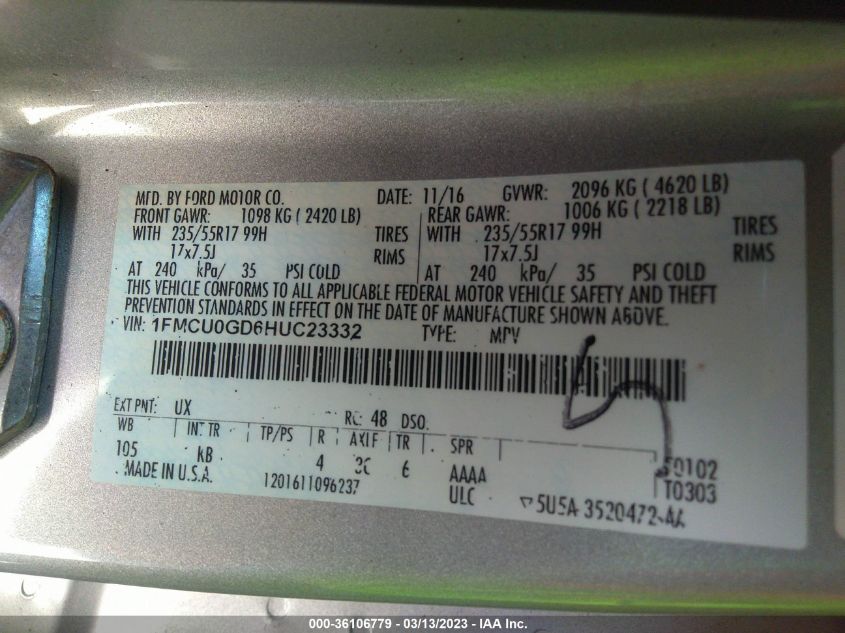 MFD. BY FORD MOTOR CO. DATE: 11/16 GVWR: 2096 KG ( 4620 LB)
FRONT GAWR: 1098 KG ( 2420 LB) REAR GAWR: 1006 KG ( 2218 LB)
WITH 235/55R17 99H TIRES WITH 235/55R17 99H TIRES
17x7.5J RIMS 17x7.5J RIMS
AT 240 kPa/ 35 PSI COLD AT 240 kPa/ 35 PSI COLD
THIS VEHICLE CONFORMS TO ALL APPLICABLE FEDERAL MOTOR VEHICLE SAFETY AND THEFT
PREVENTION STANDARDS IN EFFECT ON THE DATE OF MANUFACTURE SHOWN ABOVE.
VIN: 1FMCU0GD6HUC23332 TYPE: MPV
EXT PNT: UX RC: 48 DSO:
WB INT TR TP/PS R AXLE TR SPR
105 kB 4 6 AAAA 50102
MADE IN U.S.A. 1201611096237 ULC T0303
5U5A-3520472-AA
000-36106779 - 03/13/2023 - IAA Inc.